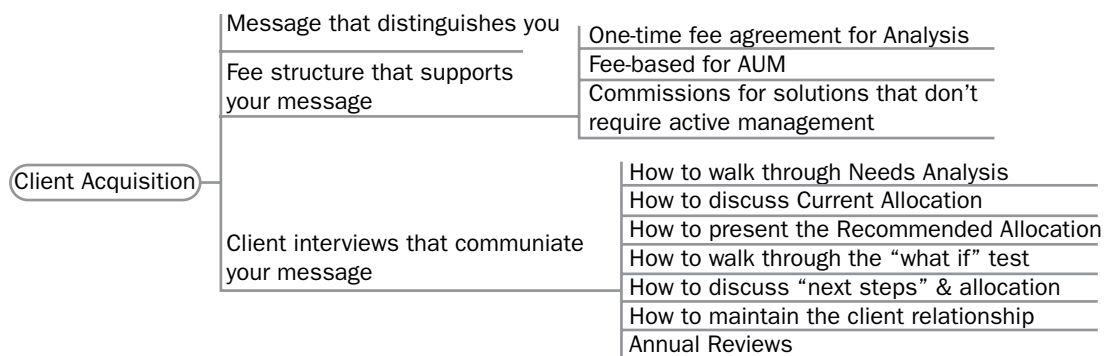 Client Acquisition
Message that distinguishes you
Fee structure that supports
your message
One-time fee agreement for Analysis
Fee-based for AUM
Commissions for solutions that don’t
require active management
Client interviews that communiate
your message
How to walk through Needs Analysis
How to discuss Current Allocation
How to present the Recommended Allocation
How to walk through the “what if” test
How to discuss “next steps” & allocation
How to maintain the client relationship
Annual Reviews